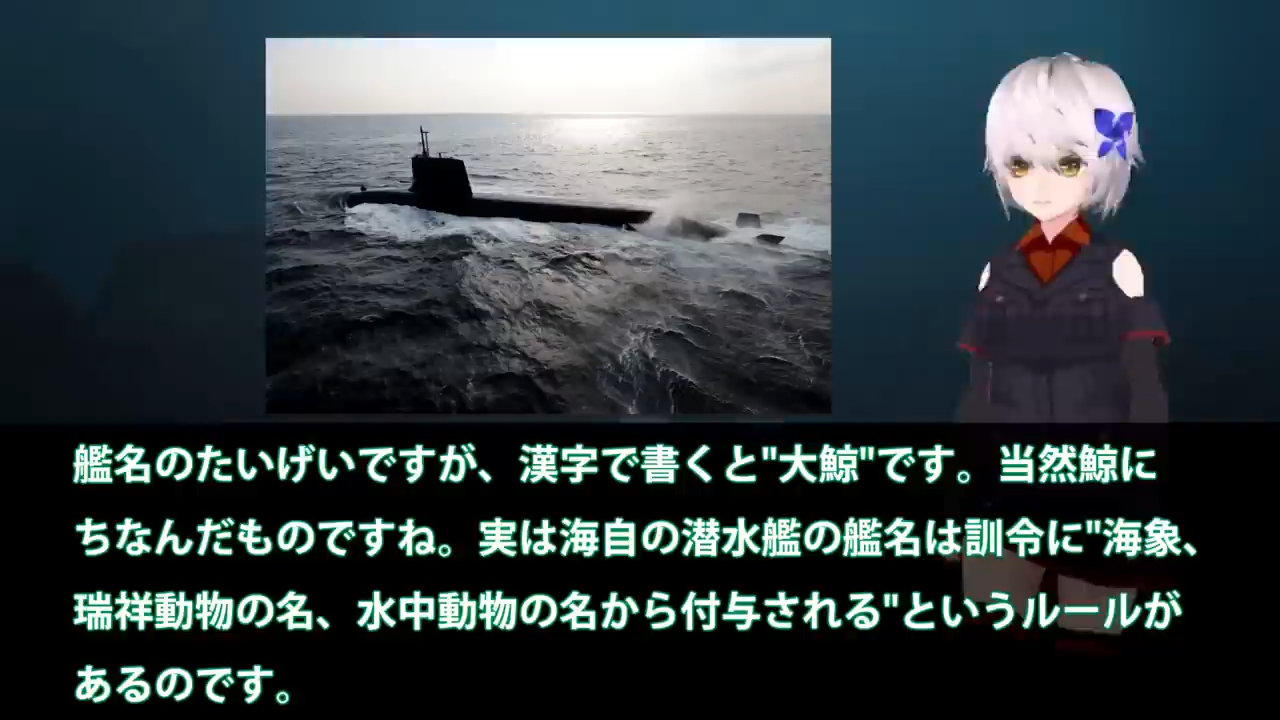 艦名のたいげいですが、漢字で書くと"大鯨"です。当然鯨に
ちなんだものですね。実は海自の潜水艦の艦名は訓令に"海象、
瑞祥動物の名、水中動物の名から付与される"というルールが
あるのです。